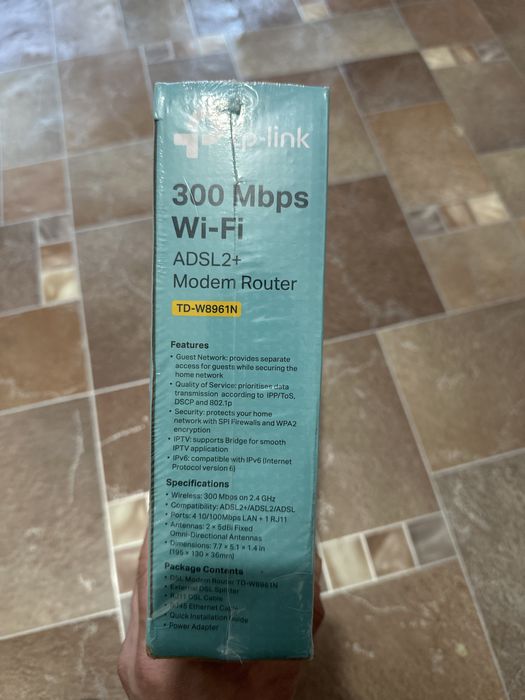 tp-link
300 Mbps
Wi-Fi
ADSL2+
Modem Router
TD-W8961N
Features
• Guest Network: provides separate
access for guests while securing the
home network
• Quality of Service: prioritises data
transmission according to IPP/ToS,
DSCP and 802.1p
• Security: protects your home
network with SPI Firewalls and WPA2
encryption
• IPTV: supports Bridge for smooth
IPTV application
• IPv6: compatible with IPv6 (Internet
Protocol version 6)
Specifications
• Wireless: 300 Mbps on 2.4 GHz
• Compatibility: ADSL2+/ADSL2/ADSL
• Ports: 4 10/100Mbps LAN + 1 RJ11
• Antennas: 2 × 5dBi Fixed
Omni-Directional Antennas
• Dimensions: 7.7 × 5.1 × 1.4 in
(195 × 130 × 36mm)
Package Contents
• DSL Modem Router TD-W8961N
• External DSL Splitter
• RJ11 DSL Cable
• RJ45 Ethernet Cable
• Quick Installation Guide
• Power Adapter